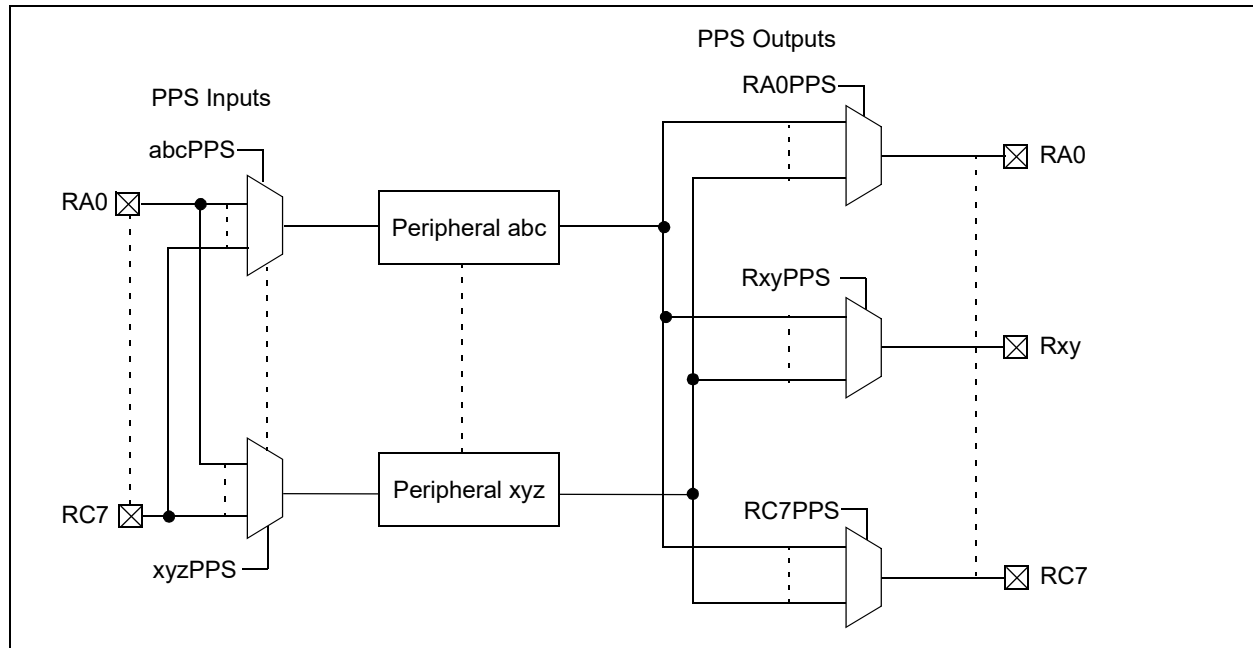 PPS Outputs
RA0PPS
PPS Inputs
abcPPS
RA0
RA0
Peripheral abc
RxyPPS
Rxy
Peripheral xyz
RC7PPS
RC7
xyzPPS
RC7